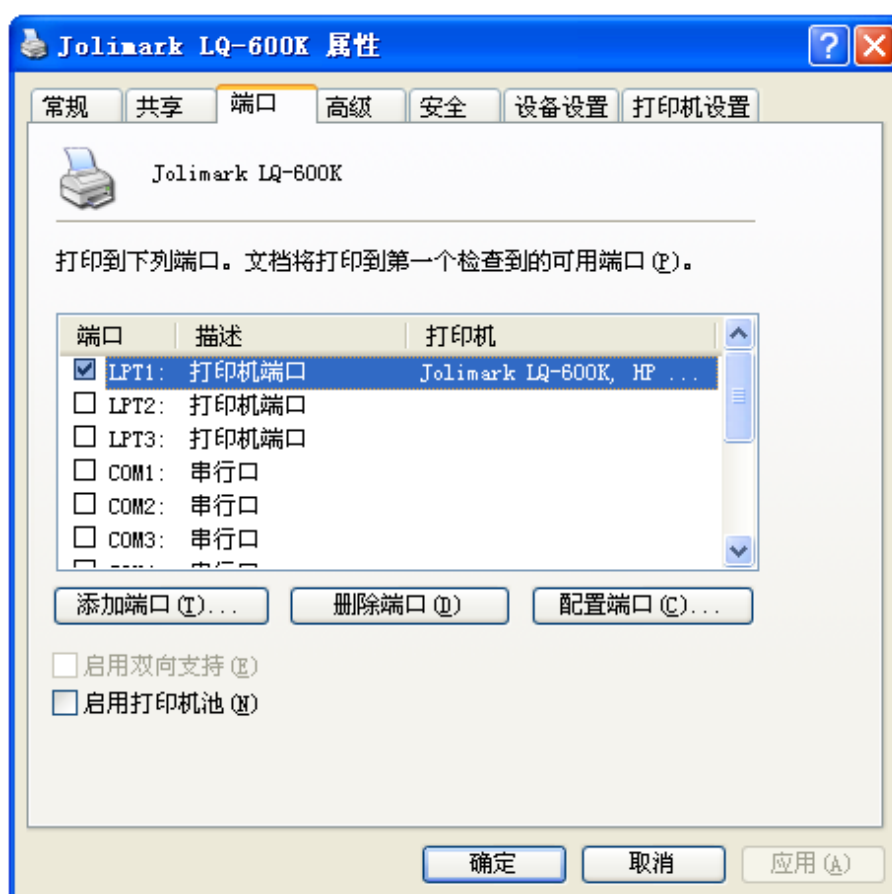 Jolimark LQ-600K 属性
常规 共享 端口 高级 安全 设备设置 打印机设置
Jolimark LQ-600K
打印到下列端口。文档将打印到第一个检查到的可用端口(P)。
端口 描述 打印机
LPT1: 打印机端口 Jolimark LQ-600K, HP ...
LPT2: 打印机端口
LPT3: 打印机端口
COM1: 串行口
COM2: 串行口
COM3: 串行口
添加端口(T)... 删除端口(D) 配置端口(C)...
启用双向支持(E)
启用打印机池(N)
确定 取消 应用(A)